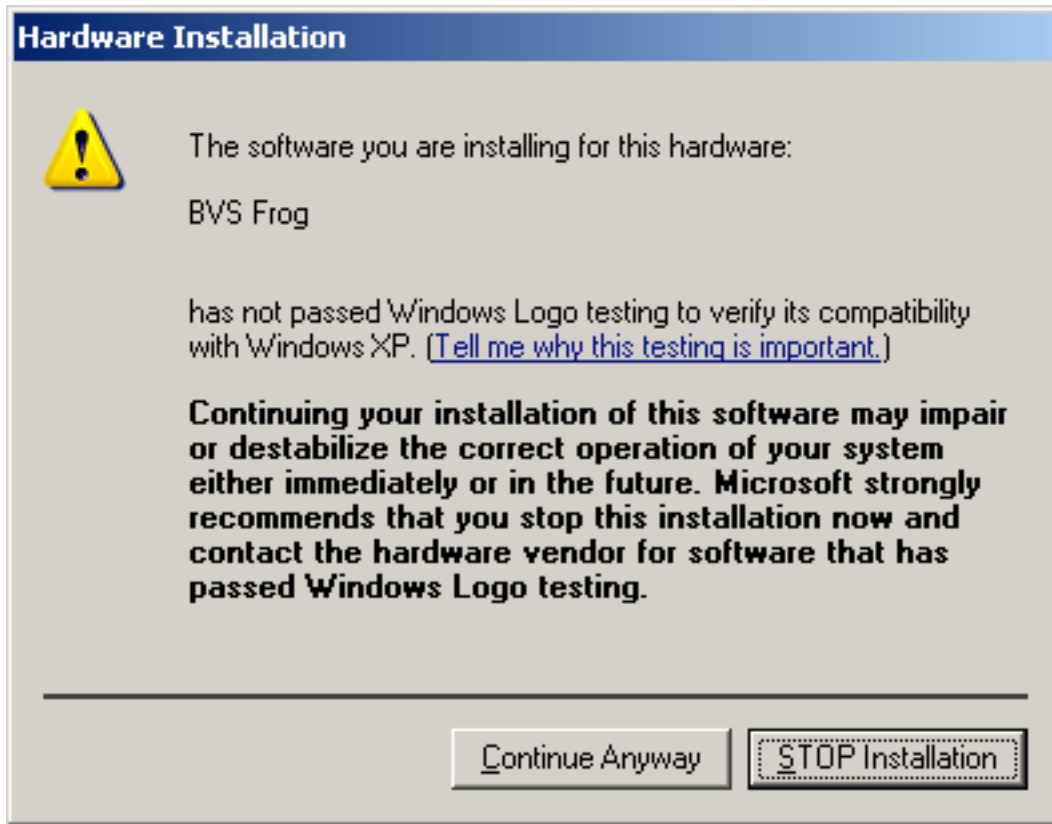 Hardware Installation
The software you are installing for this hardware:
BVS Frog
has not passed Windows Logo testing to verify its compatibility
with Windows XP. (Tell me why this testing is important.)
Continuing your installation of this software may impair
or destabilize the correct operation of your system
either immediately or in the future. Microsoft strongly
recommends that you stop this installation now and
contact the hardware vendor for software that has
passed Windows Logo testing.
Continue Anyway
STOP Installation